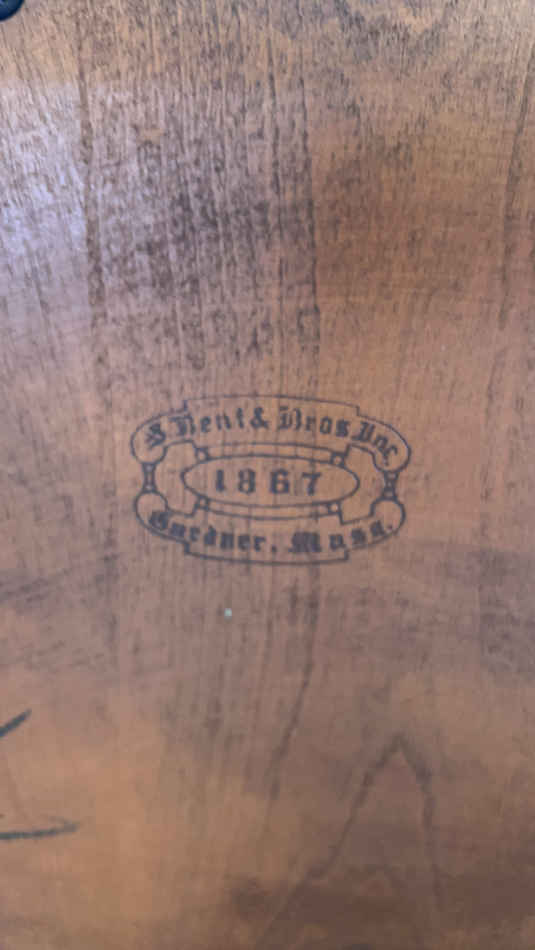 S Bent & Bros Inc.
1867
Gardner, Mass.